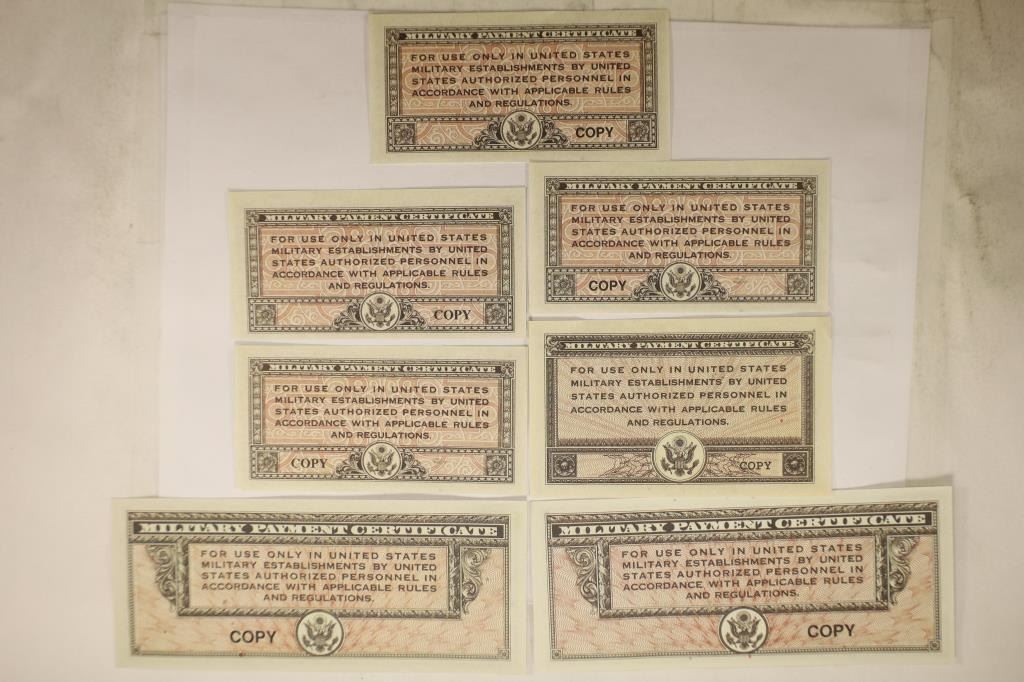 MILITARY PAYMENT CERTIFICATE
FOR USE ONLY IN UNITED STATES
MILITARY ESTABLISHMENTS BY UNITED
STATES AUTHORIZED PERSONNEL IN
ACCORDANCE WITH APPLICABLE RULES
AND REGULATIONS.
COPY
MILITARY PAYMENT CERTIFICATE
FOR USE ONLY IN UNITED STATES
MILITARY ESTABLISHMENTS BY UNITED
STATES AUTHORIZED PERSONNEL IN
ACCORDANCE WITH APPLICABLE RULES
AND REGULATIONS.
COPY
MILITARY PAYMENT CERTIFICATE
FOR USE ONLY IN UNITED STATES
MILITARY ESTABLISHMENTS BY UNITED
STATES AUTHORIZED PERSONNEL IN
ACCORDANCE WITH APPLICABLE RULES
AND REGULATIONS.
COPY
MILITARY PAYMENT CERTIFICATE
FOR USE ONLY IN UNITED STATES
MILITARY ESTABLISHMENTS BY UNITED
STATES AUTHORIZED PERSONNEL IN
ACCORDANCE WITH APPLICABLE RULES
AND REGULATIONS.
COPY
MILITARY PAYMENT CERTIFICATE
FOR USE ONLY IN UNITED STATES
MILITARY ESTABLISHMENTS BY UNITED
STATES AUTHORIZED PERSONNEL IN
ACCORDANCE WITH APPLICABLE RULES
AND REGULATIONS.
COPY
MILITARY PAYMENT CERTIFICATE
FOR USE ONLY IN UNITED STATES
MILITARY ESTABLISHMENTS BY UNITED
STATES AUTHORIZED PERSONNEL IN
ACCORDANCE WITH APPLICABLE RULES
AND REGULATIONS.
COPY
MILITARY PAYMENT CERTIFICATE
FOR USE ONLY IN UNITED STATES
MILITARY ESTABLISHMENTS BY UNITED
STATES AUTHORIZED PERSONNEL IN
ACCORDANCE WITH APPLICABLE RULES
AND REGULATIONS.
COPY